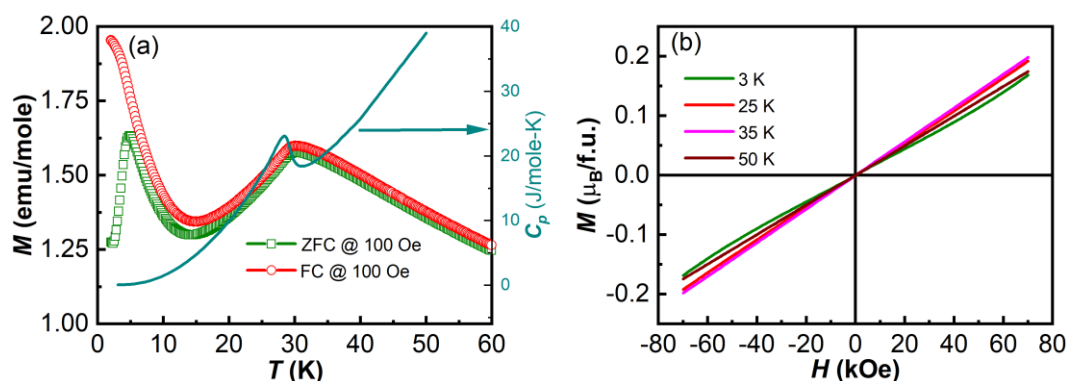 (a)
2.00
1.75
1.50
1.25
1.00
M (emu/mole)
0 10 20 30 40 50 60
T (K)
40
30
20
10
0
C_p (J/mole-K)
ZFC @ 100 Oe
FC @ 100 Oe
(b)
0.2
0.1
0.0
-0.1
-0.2
M (μ_B/f.u.)
3 K
25 K
35 K
50 K
-80 -60 -40 -20 0 20 40 60 80
H (kOe)